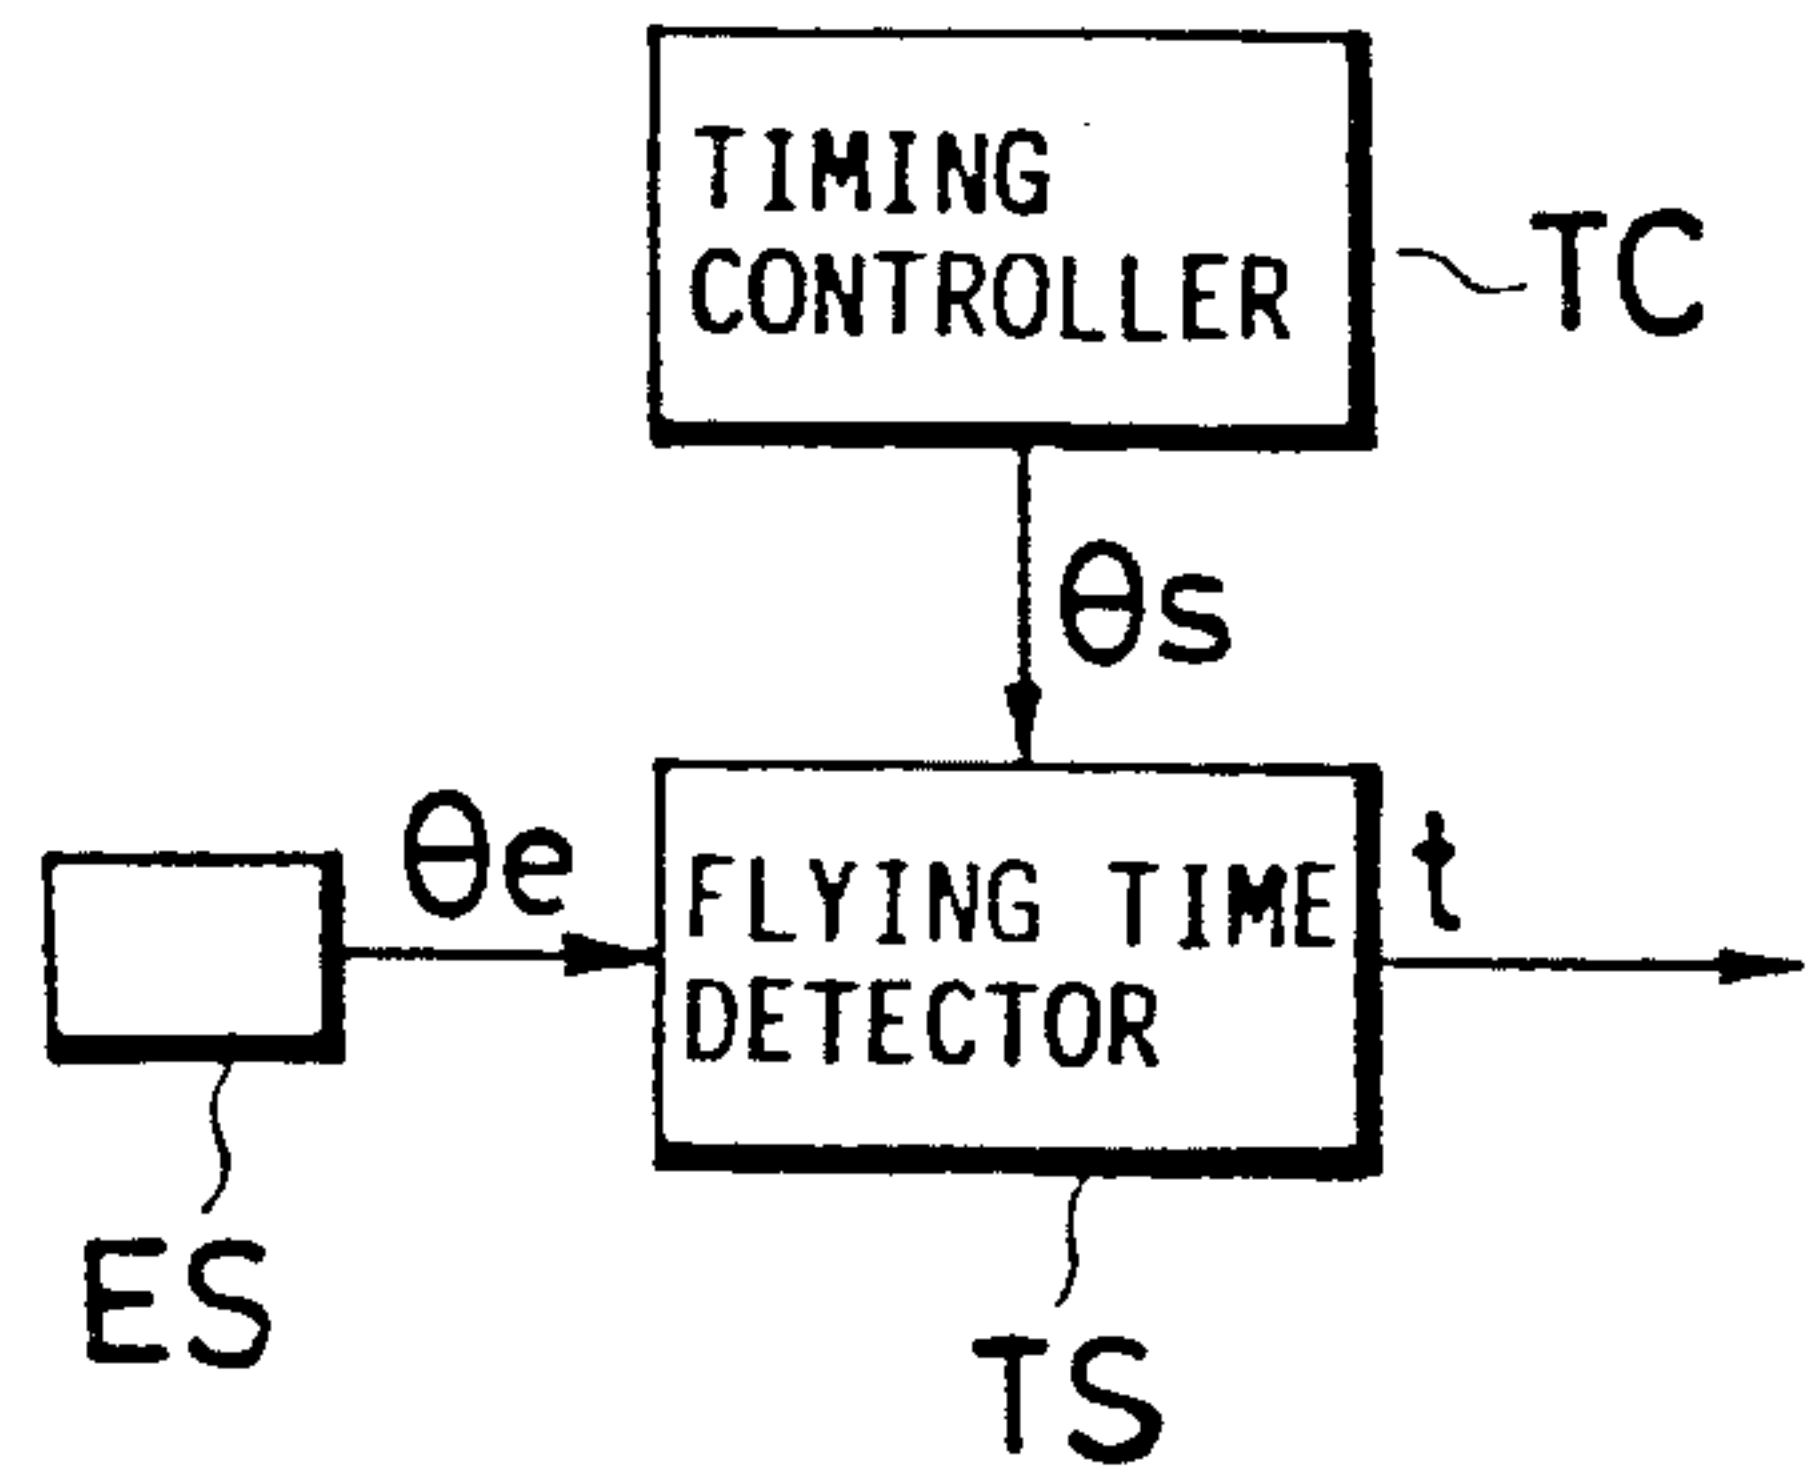 TIMING
CONTROLLER
TC
θs
θe
FLYING TIME
DETECTOR
t
ES
TS